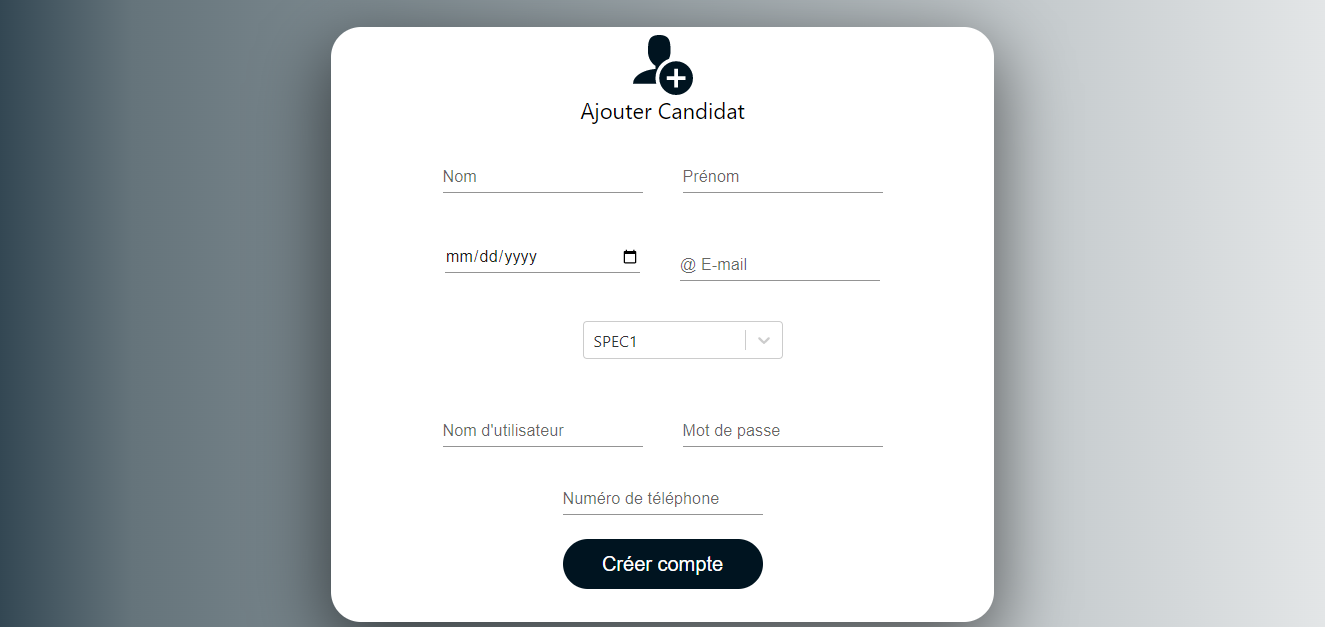 Ajouter Candidat
Nom
Prénom
mm/dd/yyyy
@ E-mail
SPEC1
Nom d'utilisateur
Mot de passe
Numéro de téléphone
Créer compte